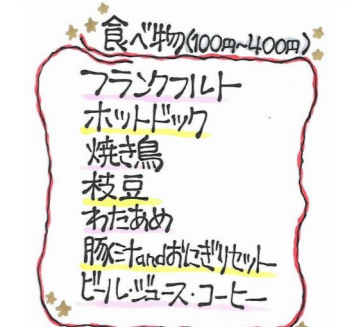 食べ物(100円~400円)
フランクフルト
ホットドック
焼き鳥
枝豆
わたあめ
豚汁andおにぎりセット
ビール・ジュース・コーヒー